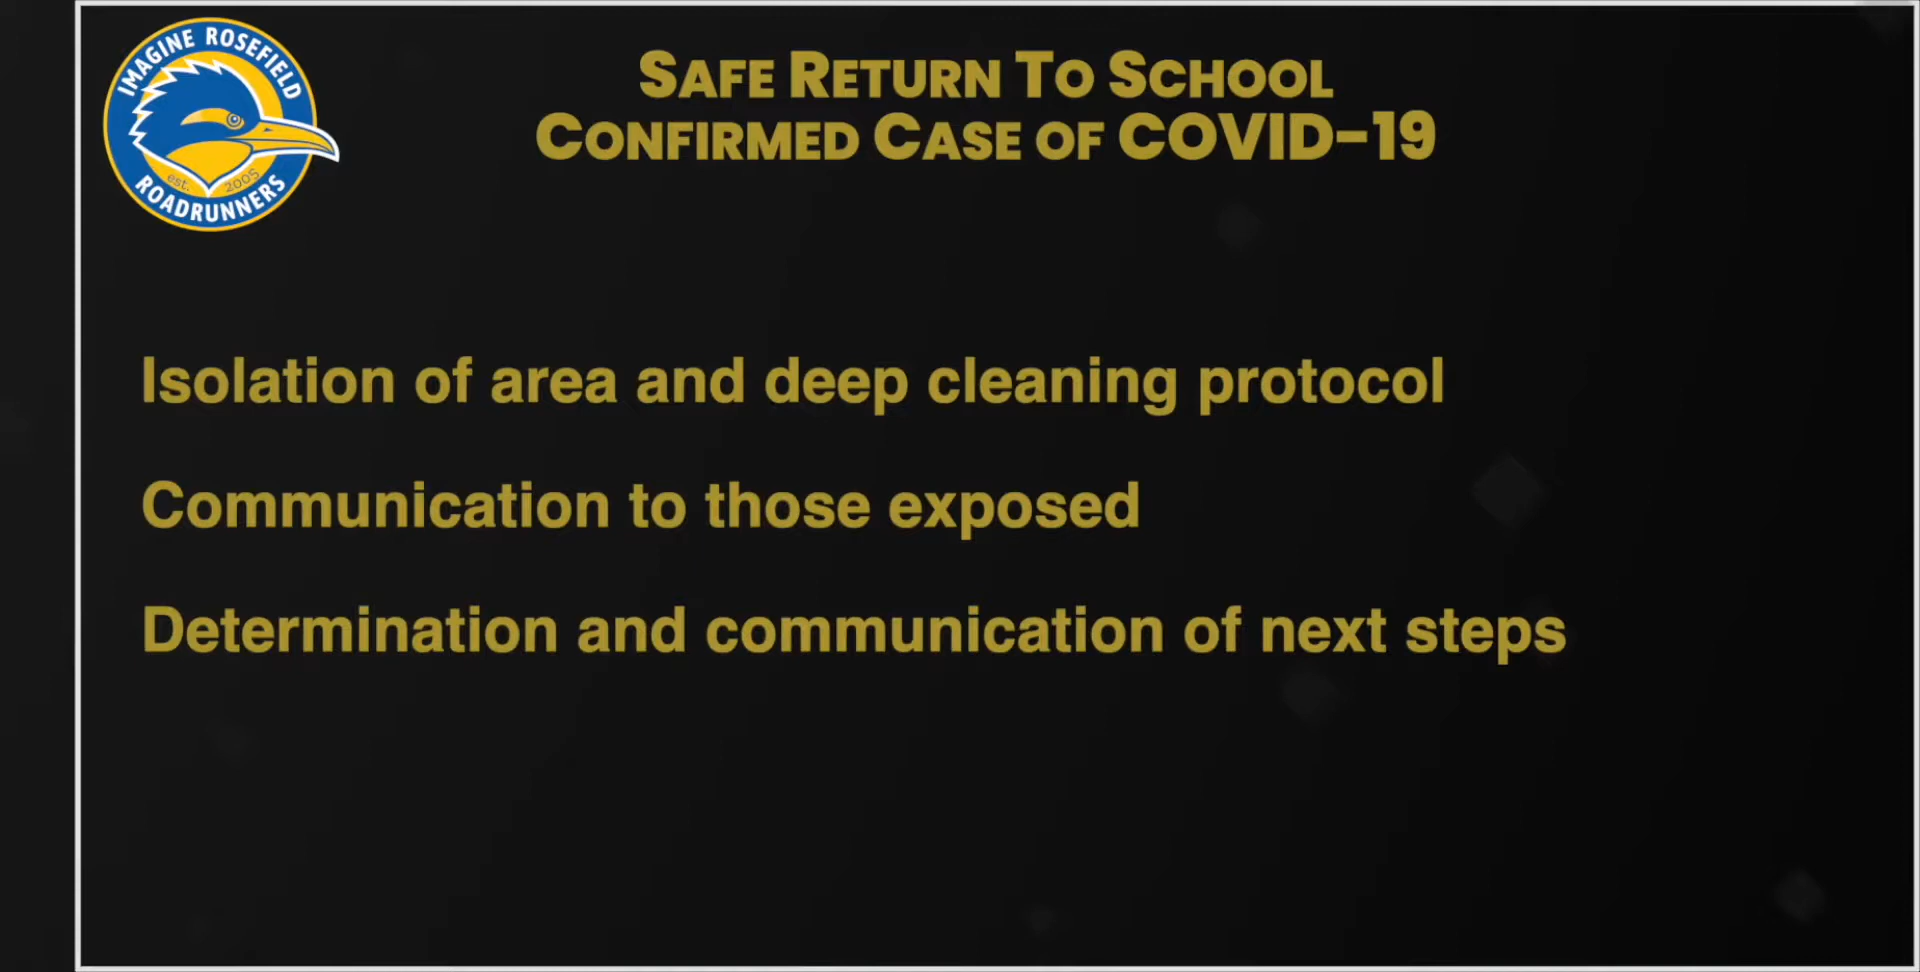 IMAGINE ROSEFIELD
est. 2005
ROADRUNNERS
SAFE RETURN TO SCHOOL
CONFIRMED CASE OF COVID-19
Isolation of area and deep cleaning protocol
Communication to those exposed
Determination and communication of next steps